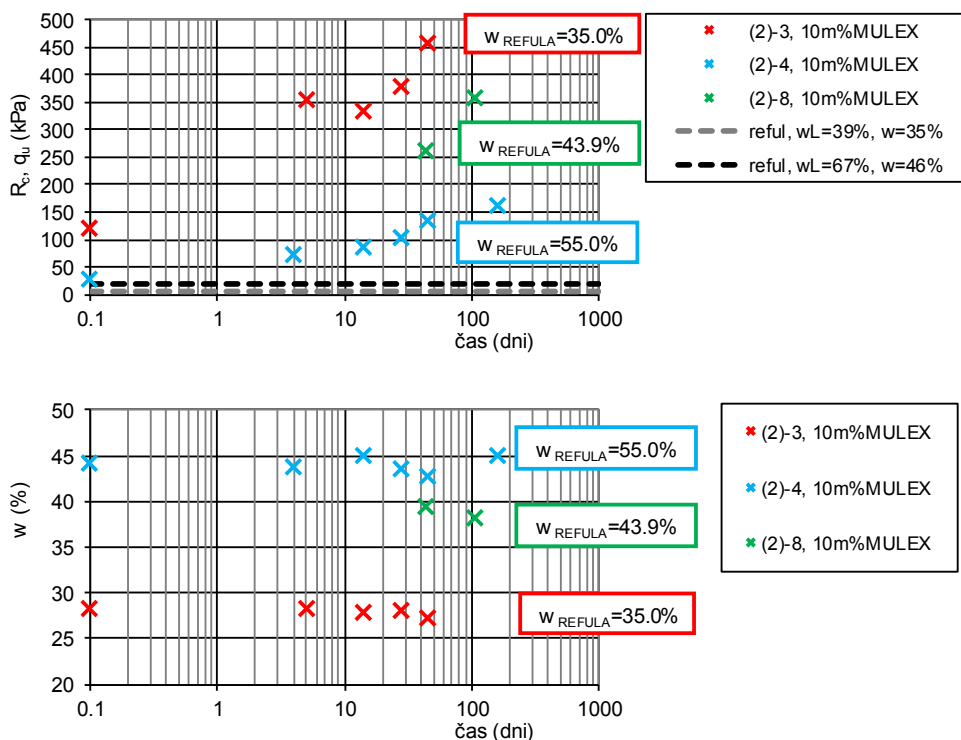 R_c, q_u (kPa)
500
450
400
350
300
250
200
150
100
50
0
0.1 1 10 100 1000
čas (dni)
w REFULA=35.0%
w REFULA=43.9%
w REFULA=55.0%
(2)-3, 10m%MULEX
(2)-4, 10m%MULEX
(2)-8, 10m%MULEX
reful, wL=39%, w=35%
reful, wL=67%, w=46%
w (%)
50
45
40
35
30
25
20
0.1 1 10 100 1000
čas (dni)
w REFULA=55.0%
w REFULA=43.9%
w REFULA=35.0%
(2)-3, 10m%MULEX
(2)-4, 10m%MULEX
(2)-8, 10m%MULEX